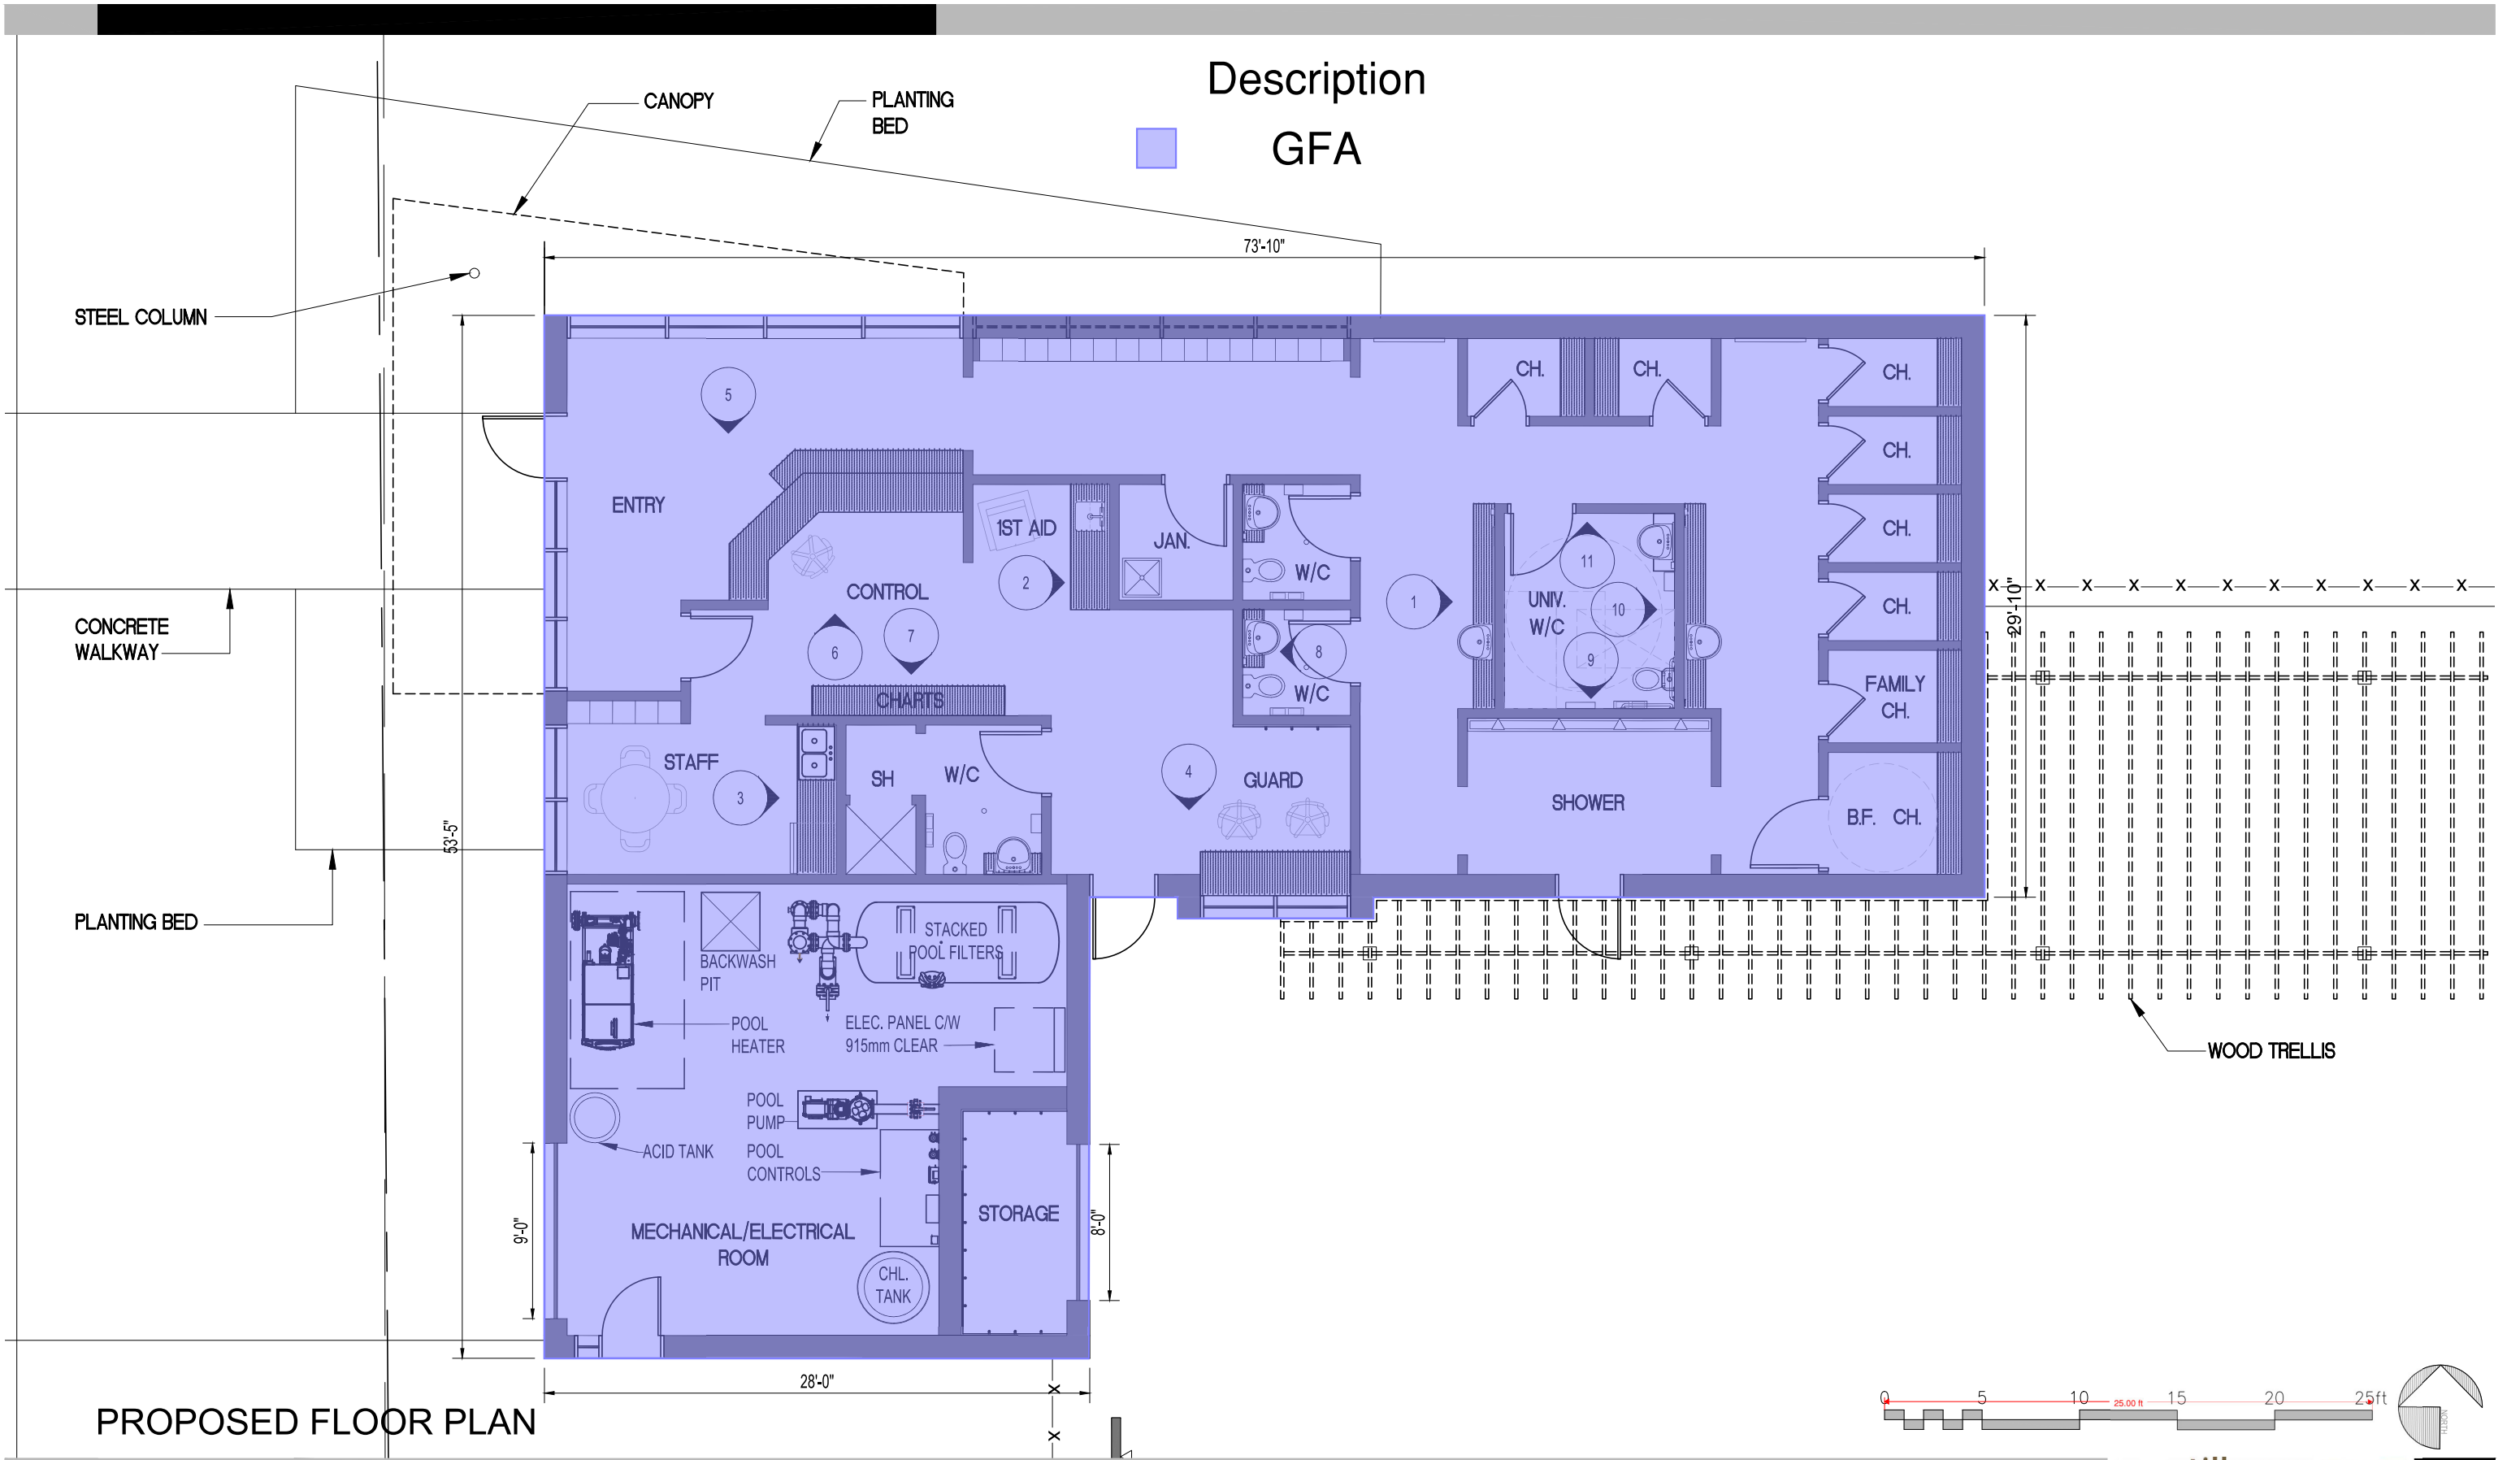 Description
GFA
CANOPY
PLANTING
BED
73'-10"
STEEL COLUMN
CH.
CH.
CH.
5
CH.
ENTRY
1ST AID
JAN.
CH.
W/C
11
2
CONTROL
1
UNIV.
W/C
10
CH.
X X X X X X X X X X X
29'-10"
CONCRETE
WALKWAY
6
7
8
9
W/C
FAMILY
CH.
CHARTS
STAFF
SH
W/C
4
GUARD
3
SHOWER
B.F. CH.
53'-5"
PLANTING BED
STACKED
POOL FILTERS
BACKWASH
PIT
POOL
HEATER
ELEC. PANEL C/W
915mm CLEAR
WOOD TRELLIS
POOL
PUMP
ACID TANK
POOL
CONTROLS
9'-0"
8'-0"
STORAGE
MECHANICAL/ELECTRICAL
ROOM
CHL.
TANK
28'-0"
X
X
PROPOSED FLOOR PLAN
0 5 10 15 20 25ft
25.00 ft
NORTH